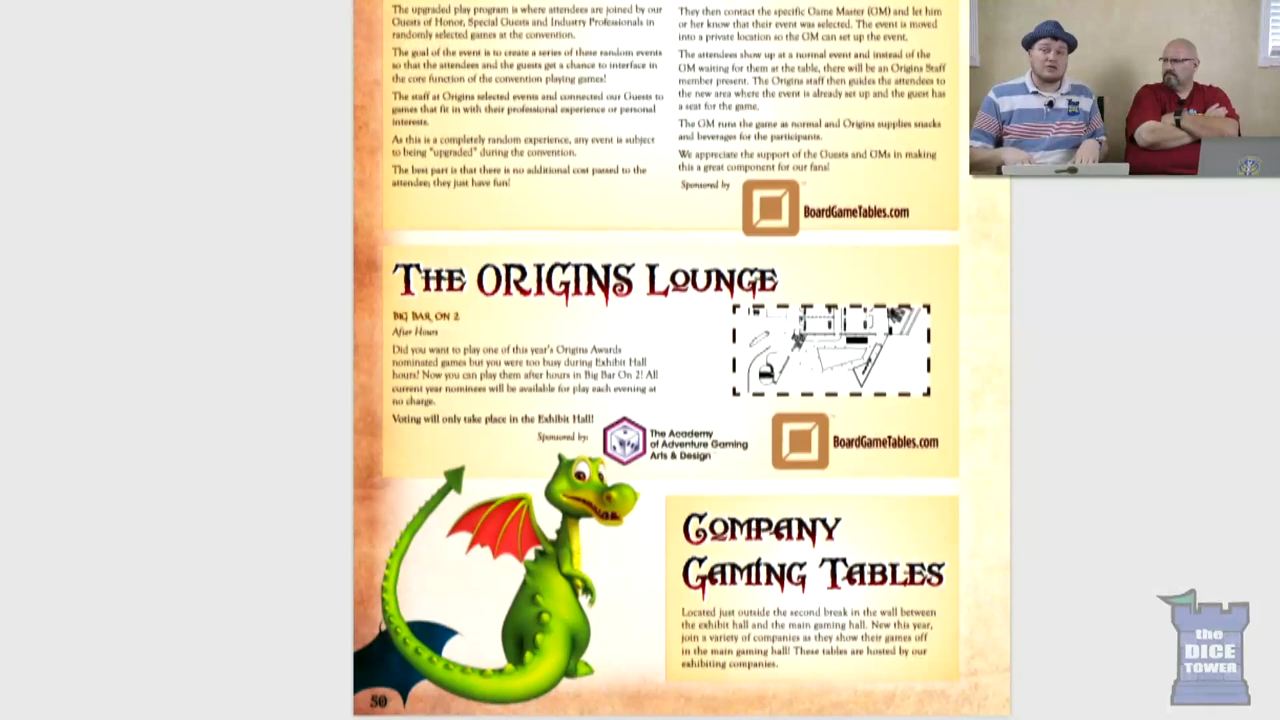 The upgraded play program is where attendees are joined by our
Guests of Honor, Special Guests and Industry Professionals in
randomly selected games at the convention.
The goal of the event is to create a series of these random events
so that the attendees and the guests get a chance to interface in
the core function of the convention playing games!
The staff at Origins selected events and connected our Guests to
games that fit in with their professional experience or personal
interests.
As this is a completely random experience, any event is subject
to being "upgraded" during the convention.
The best part is that there is no additional cost passed to the
attendee; they just have fun!
They then contact the specific Game Master (GM) and let him
or her know that their event was selected. The event is moved
into a private location so the GM can set up the event.
The attendees show up at a normal event and instead of the
GM waiting for them at the table, there will be an Origins Staff
member present. The Origins staff then guides the attendees to
the new area where the event is already set up and the guest has
a seat for the game.
The GM runs the game as normal and Origins supplies snacks
and beverages for the participants.
We appreciate the support of the Guests and GMs in making
this a great component for our fans!
Sponsored by
BoardGameTables.com
The ORIGINS Lounge
BIG BAR ON 2
After Hours
Did you want to play one of this year's Origins Awards
nominated games but you were too busy during Exhibit Hall
hours? Now you can play them after hours in Big Bar On 2! All
current year nominees will be available for play each evening at
no charge.
Voting will only take place in the Exhibit Hall!
Sponsored by:
The Academy
of Adventure Gaming
Arts & Design
BoardGameTables.com
Company
Gaming Tables
Located just outside the second break in the wall between
the exhibit hall and the main gaming hall. New this year,
join a variety of companies as they show their games off
in the main gaming hall! These tables are hosted by our
exhibiting companies.
50
the
DICE
TOWER